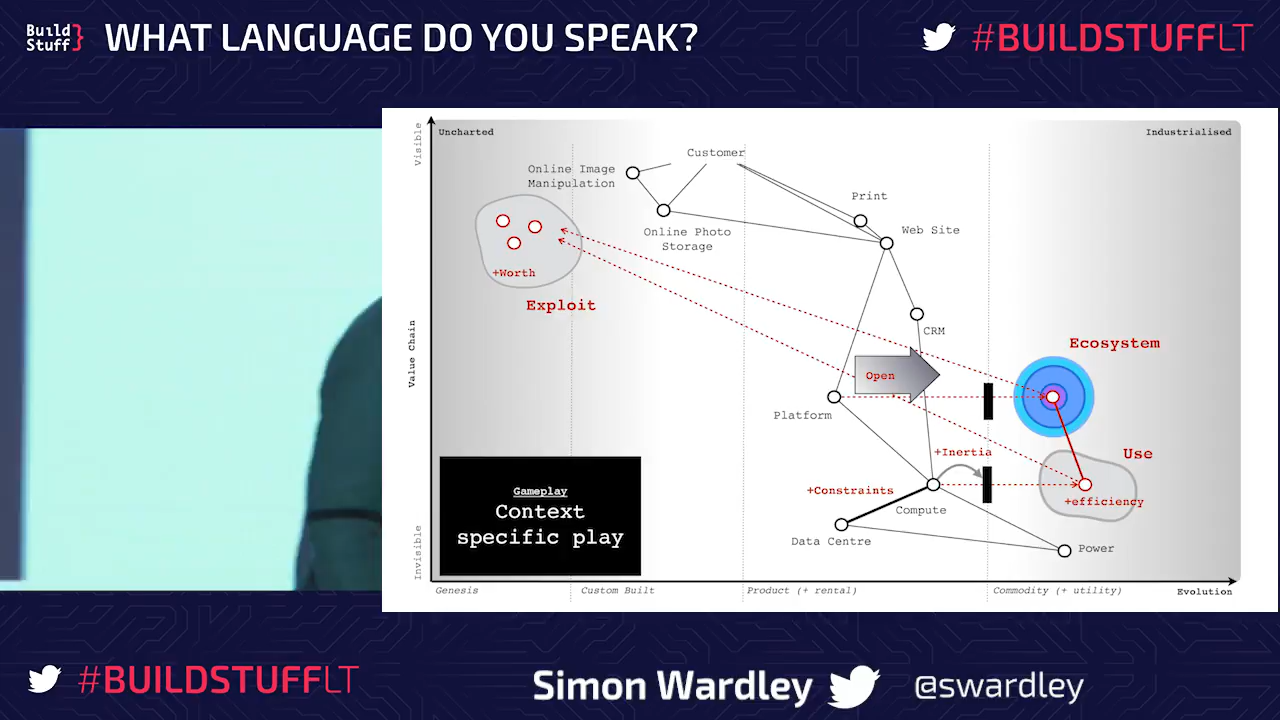 Build
Stuff}
WHAT LANGUAGE DO YOU SPEAK?
#BUILDSTUFFLT
Visible
Uncharted
Industrialised
Customer
Online Image
Manipulation
Print
Online Photo
Storage
Web Site
+Worth
Exploit
CRM
Ecosystem
Value Chain
Open
Platform
+Inertia
Use
+Constraints
+efficiency
Compute
Data Centre
Power
Gameplay
Context
specific play
Invisible
Genesis
Custom Built
Product (+ rental)
Commodity (+ utility)
Evolution
#BUILDSTUFFLT
Simon Wardley
@swardley